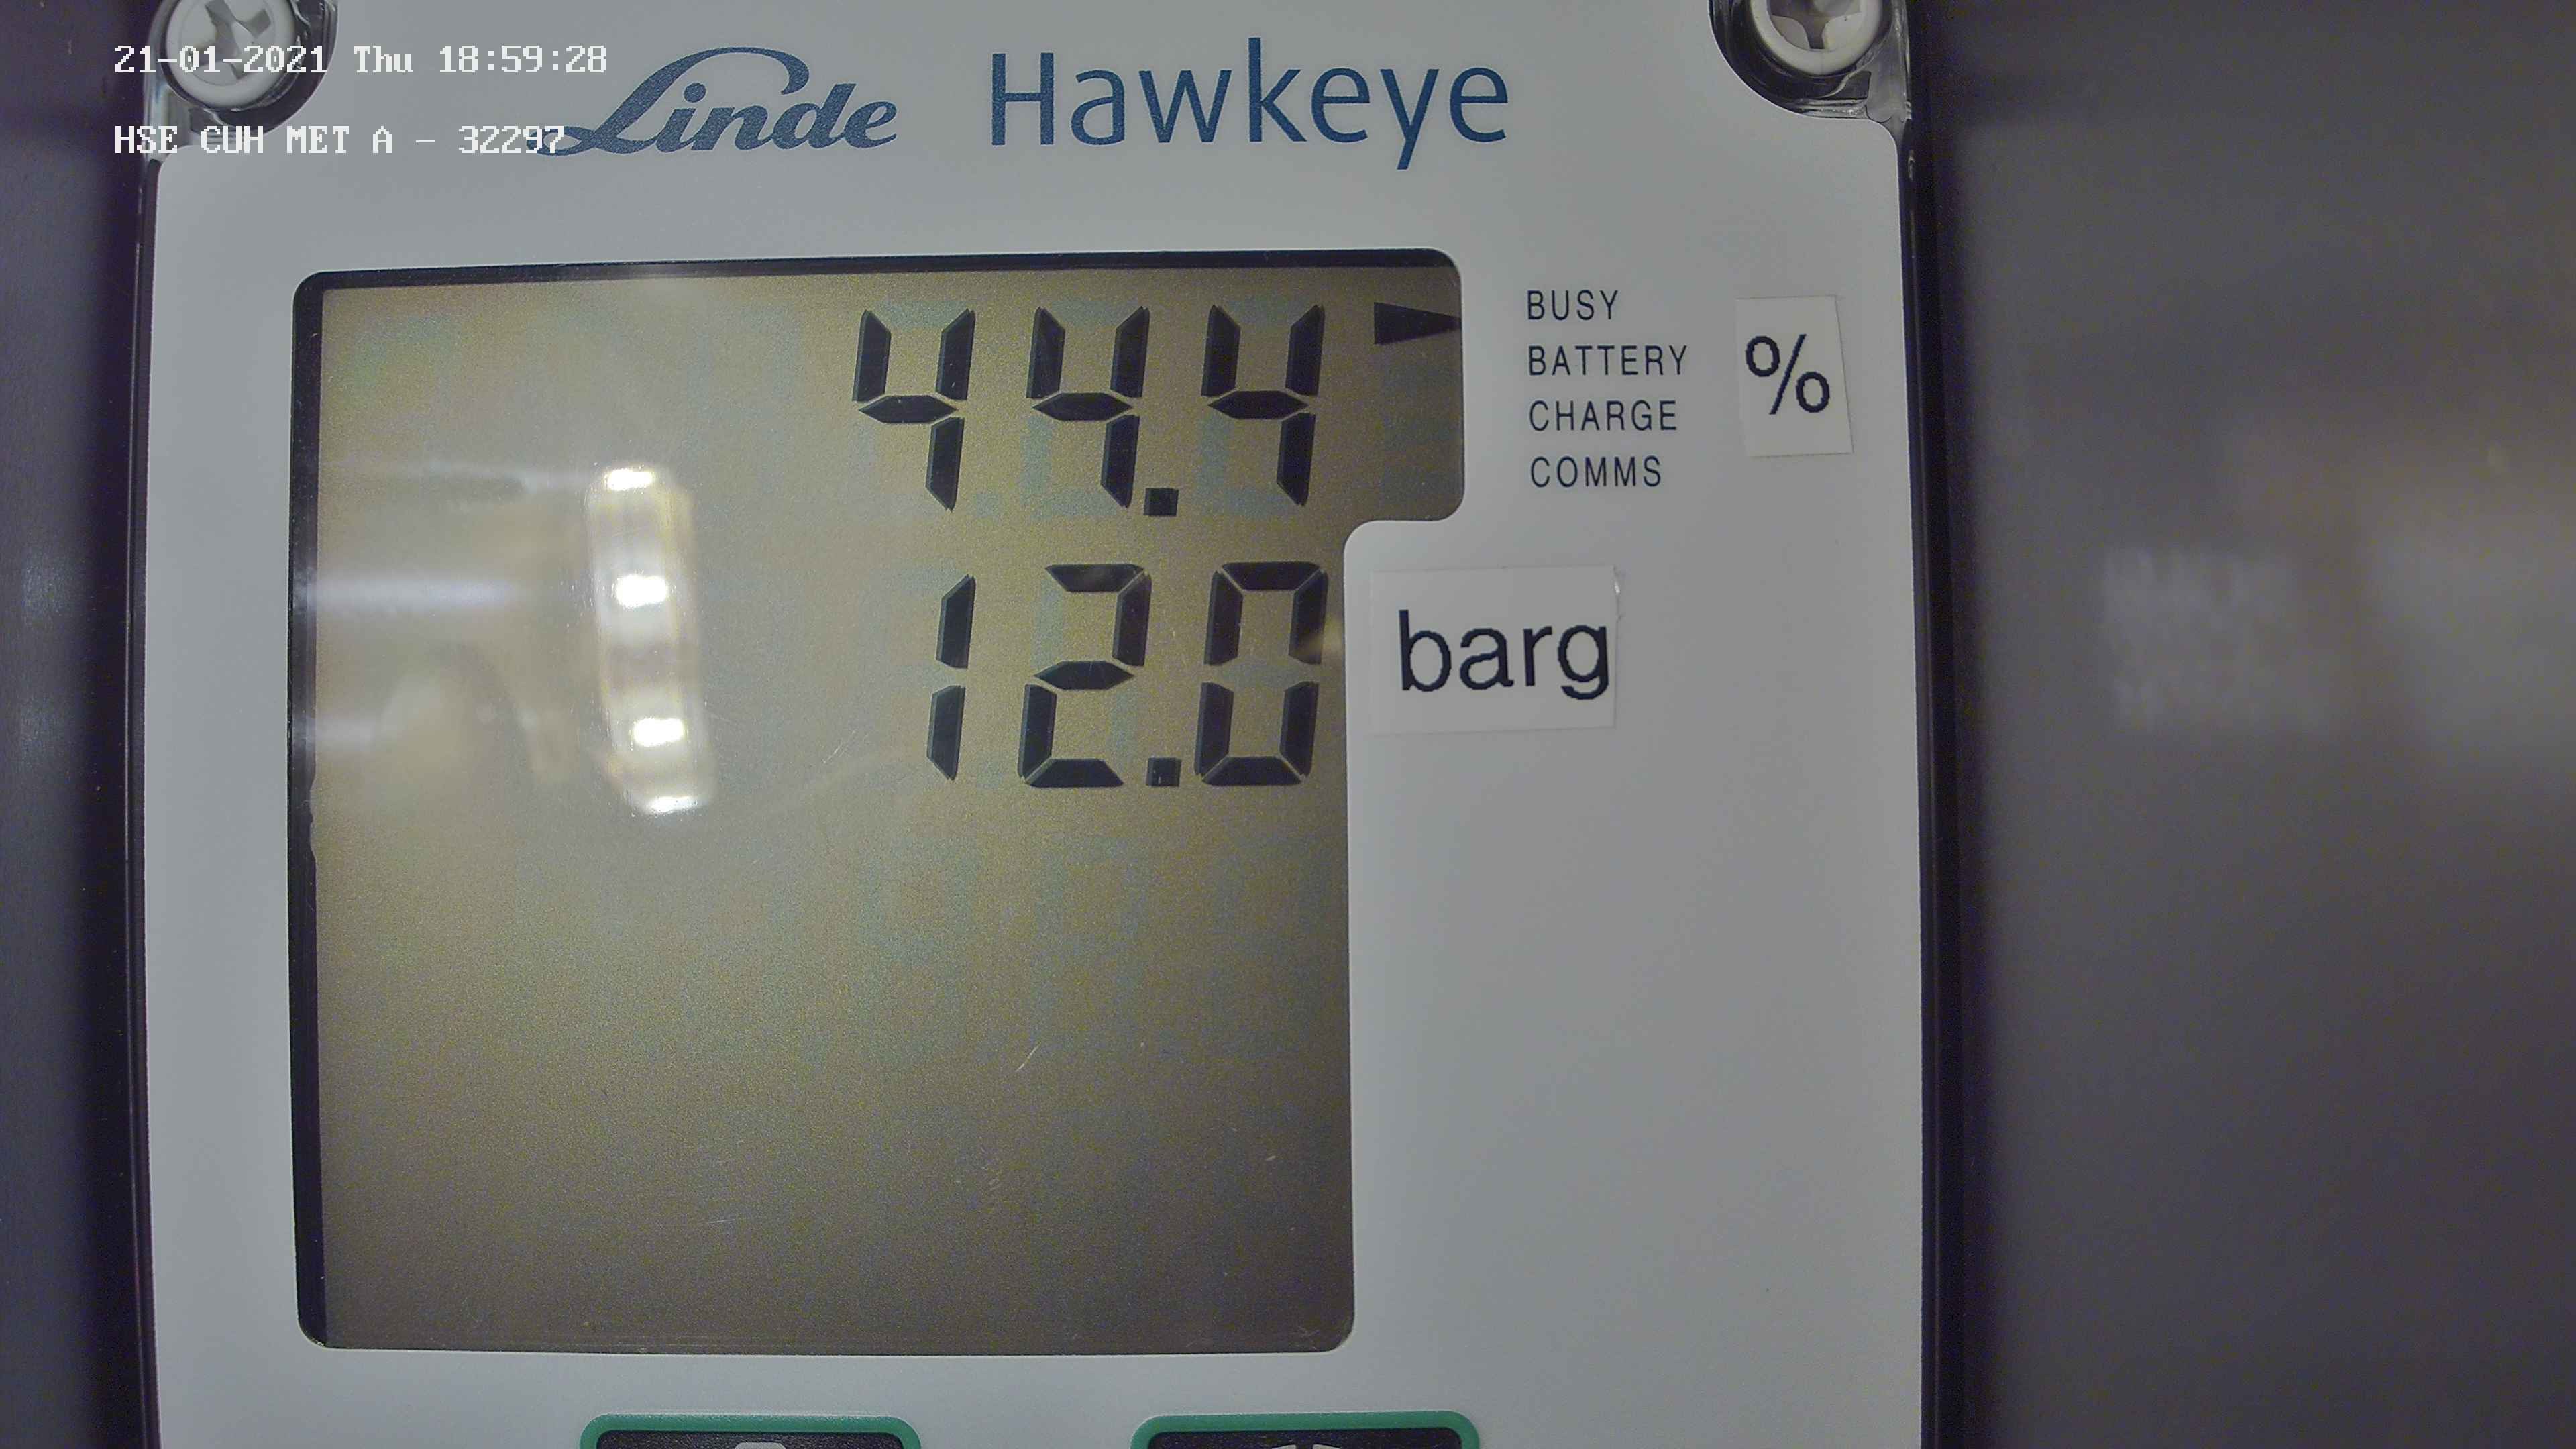 21-01-2021 Thu 18:59:28
HSE CUH MET A - 32297
Linde Hawkeye
44.4
BUSY
BATTERY
CHARGE
COMMS
%
12.0 barg